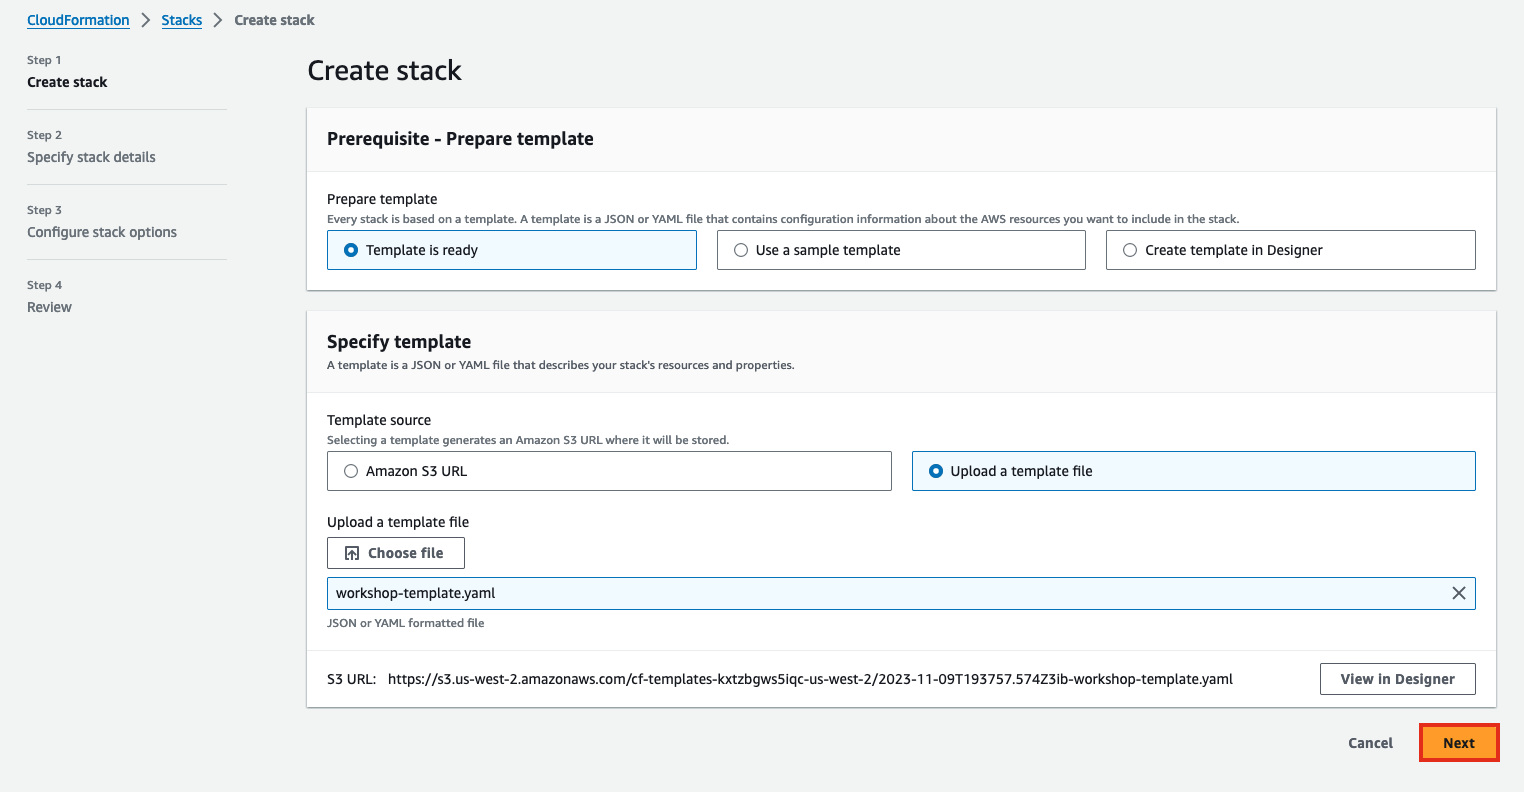 CloudFormation > Stacks > Create stack
Step 1
Create stack
Step 2
Specify stack details
Step 3
Configure stack options
Step 4
Review
Create stack
Prerequisite - Prepare template
Prepare template
Every stack is based on a template. A template is a JSON or YAML file that contains configuration information about the AWS resources you want to include in the stack.
Template is ready
Use a sample template
Create template in Designer
Specify template
A template is a JSON or YAML file that describes your stack's resources and properties.
Template source
Selecting a template generates an Amazon S3 URL where it will be stored.
Amazon S3 URL
Upload a template file
Upload a template file
Choose file
workshop-template.yaml
JSON or YAML formatted file
S3 URL: https://s3.us-west-2.amazonaws.com/cf-templates-kxtzbgws5iqc-us-west-2/2023-11-09T193757.574Z3ib-workshop-template.yaml
View in Designer
Cancel
Next